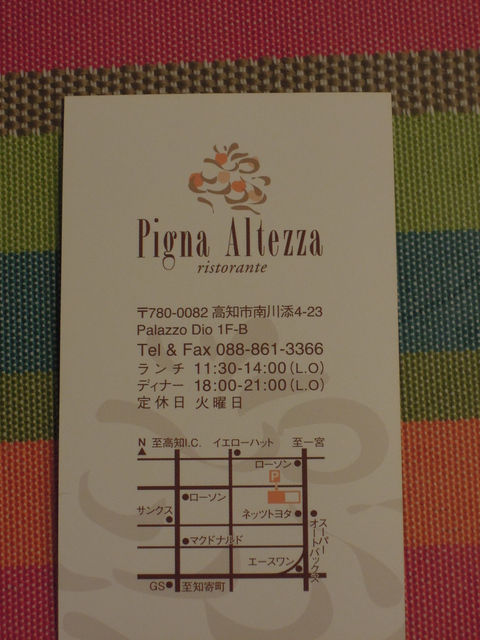 Pigna Altezza
ristorante
〒780-0082 高知市南川添4-23
Palazzo Dio 1F-B
Tel & Fax 088-861-3366
ランチ 11:30-14:00(L.O)
ディナー 18:00-21:00(L.O)
定休日 火曜日
N 至高知I.C. イエローハット 至一宮
ローソン
P
ローソン
サンクス
ネッツトヨタ
スーパーオートバックス
マクドナルド
エースワン
GS 至知寄町